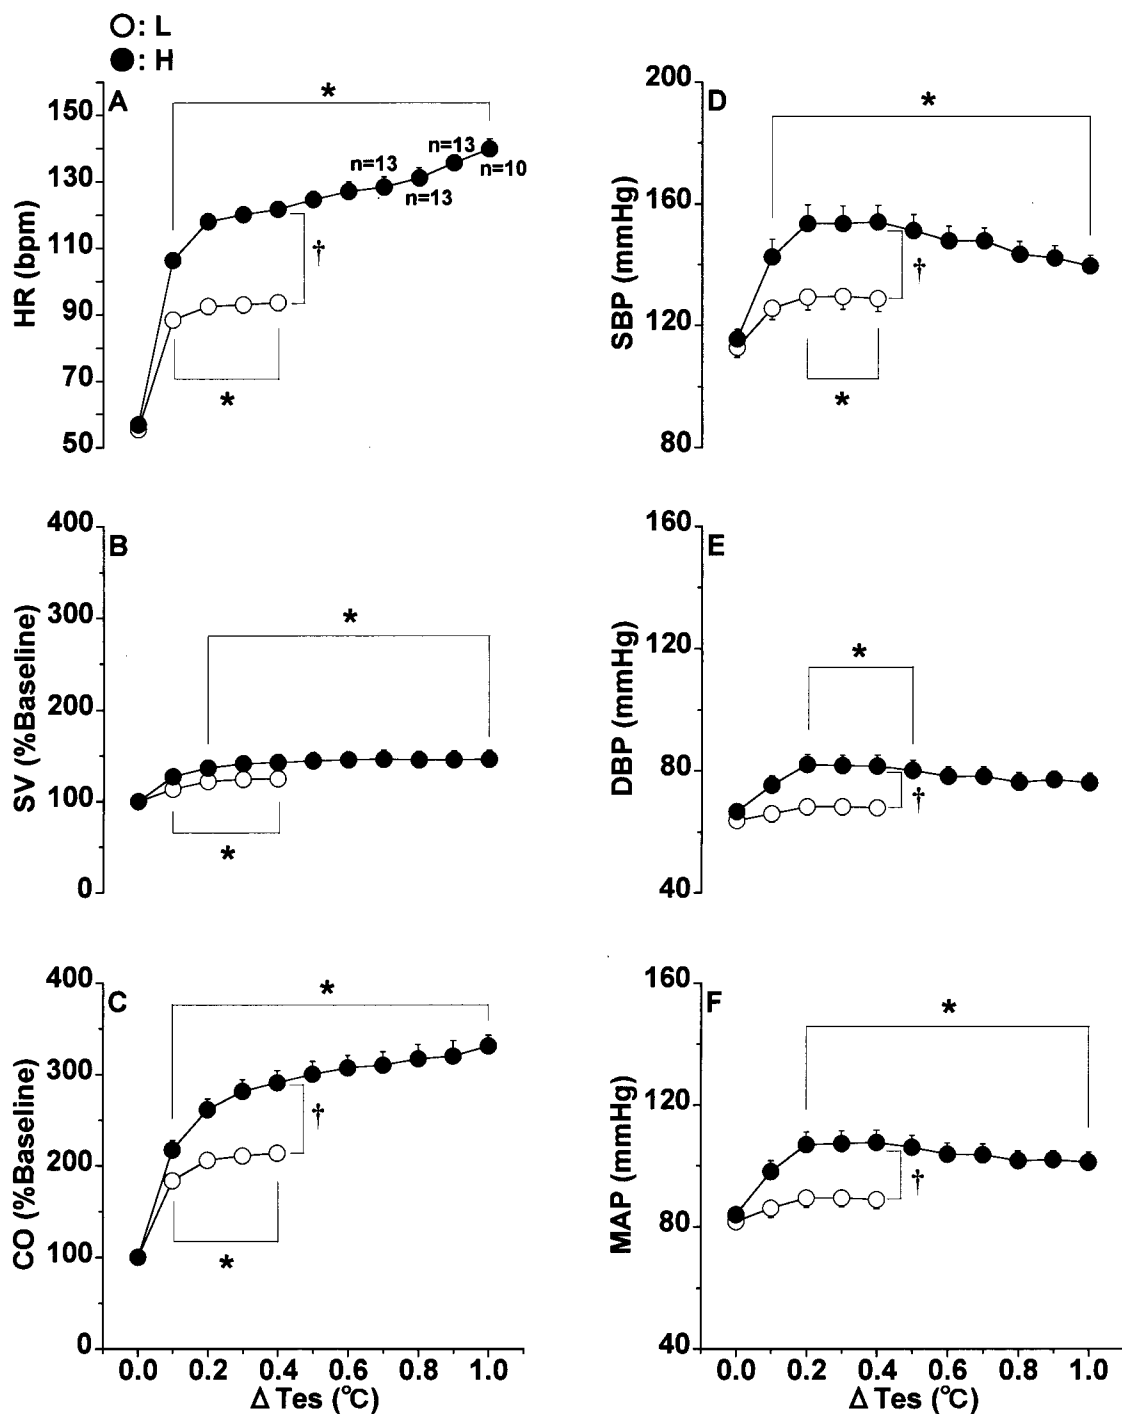 ○: L
●: H
A
*
150
130
110
90
70
50
HR (bpm)
n=13
n=13
n=13
n=10
†
*
D
*
200
160
120
80
SBP (mmHg)
†
*
B
*
400
300
200
100
0
SV (%Baseline)
*
E
*
160
120
80
40
DBP (mmHg)
†
C
*
400
300
200
100
0
CO (%Baseline)
†
*
0.0 0.2 0.4 0.6 0.8 1.0
Δ Tes (°C)
F
*
160
120
80
40
MAP (mmHg)
†
0.0 0.2 0.4 0.6 0.8 1.0
Δ Tes (°C)